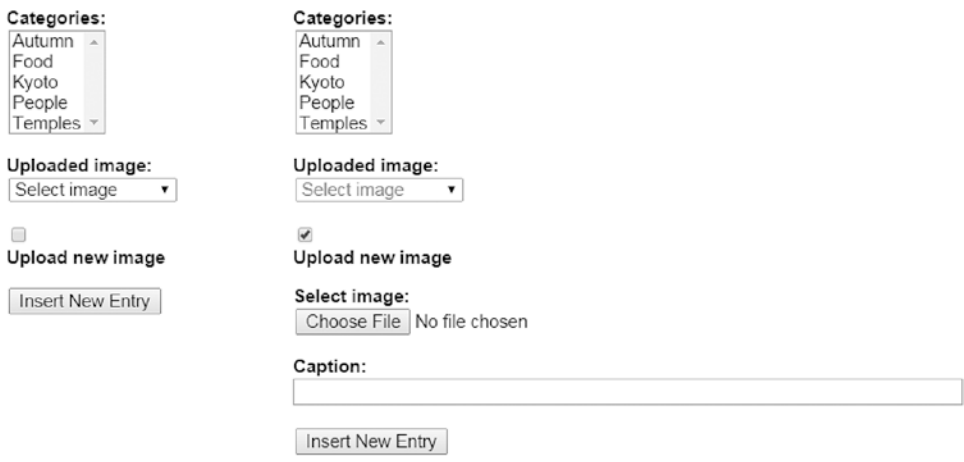 Categories:
Autumn
Food
Kyoto
People
Temples
Uploaded image:
Select image
Upload new image
Insert New Entry
Categories:
Autumn
Food
Kyoto
People
Temples
Uploaded image:
Select image
Upload new image
Select image:
Choose File No file chosen
Caption:
Insert New Entry